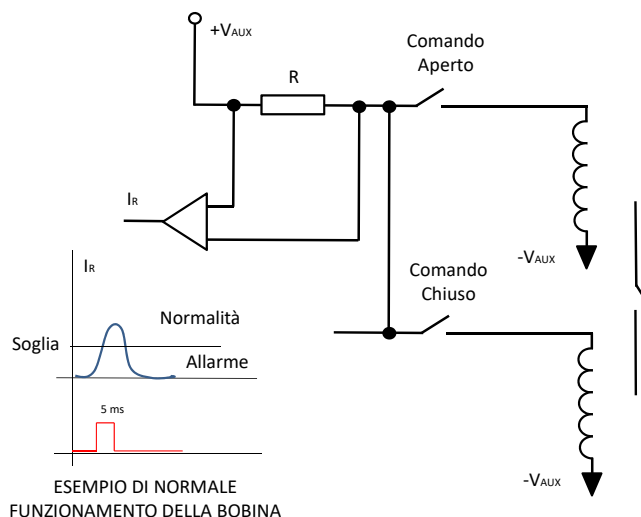 +VAUX
Comando
Aperto
R
IR
-VAUX
IR
Comando
Chiuso
Normalità
Soglia
Allarme
5 ms
-VAUX
ESEMPIO DI NORMALE
FUNZIONAMENTO DELLA BOBINA